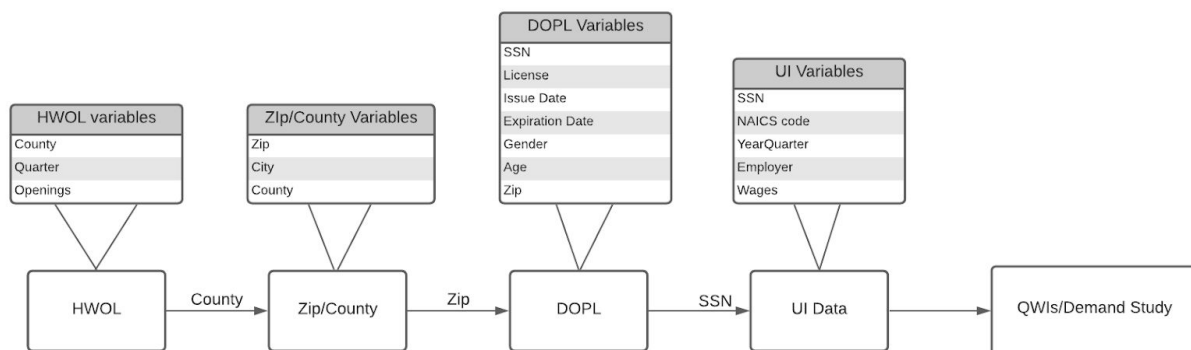 DOPL Variables
SSN
License
Issue Date
Expiration Date
Gender
Age
Zip
UI Variables
SSN
NAICS code
YearQuarter
Employer
Wages
HWOL variables
County
Quarter
Openings
ZIp/County Variables
Zip
City
County
HWOL
County
Zip/County
Zip
DOPL
SSN
UI Data
QWIs/Demand Study